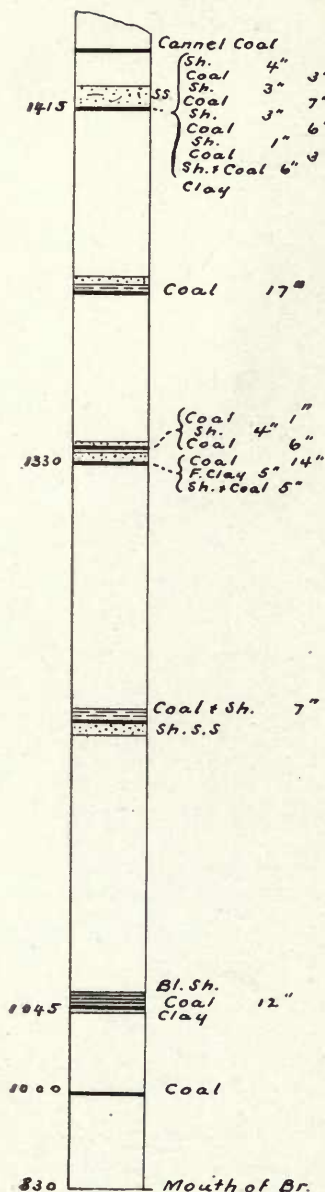 Cannel Coal
Sh. 4"
Coal 3"
Sh. 3"
SS.
Coal 7"
1415
Sh. 3"
Coal 6"
Sh. 1"
Coal 3
Sh. & Coal 6"
Clay
Coal 17"
Coal 1"
Sh. 4"
Coal 6"
1330
Coal 14"
F. Clay 5"
Sh. & Coal 5"
Coal & Sh. 7"
Sh. S.S
Bl. Sh.
1045
Coal 12"
Clay
1000
Coal
830
Mouth of Br.